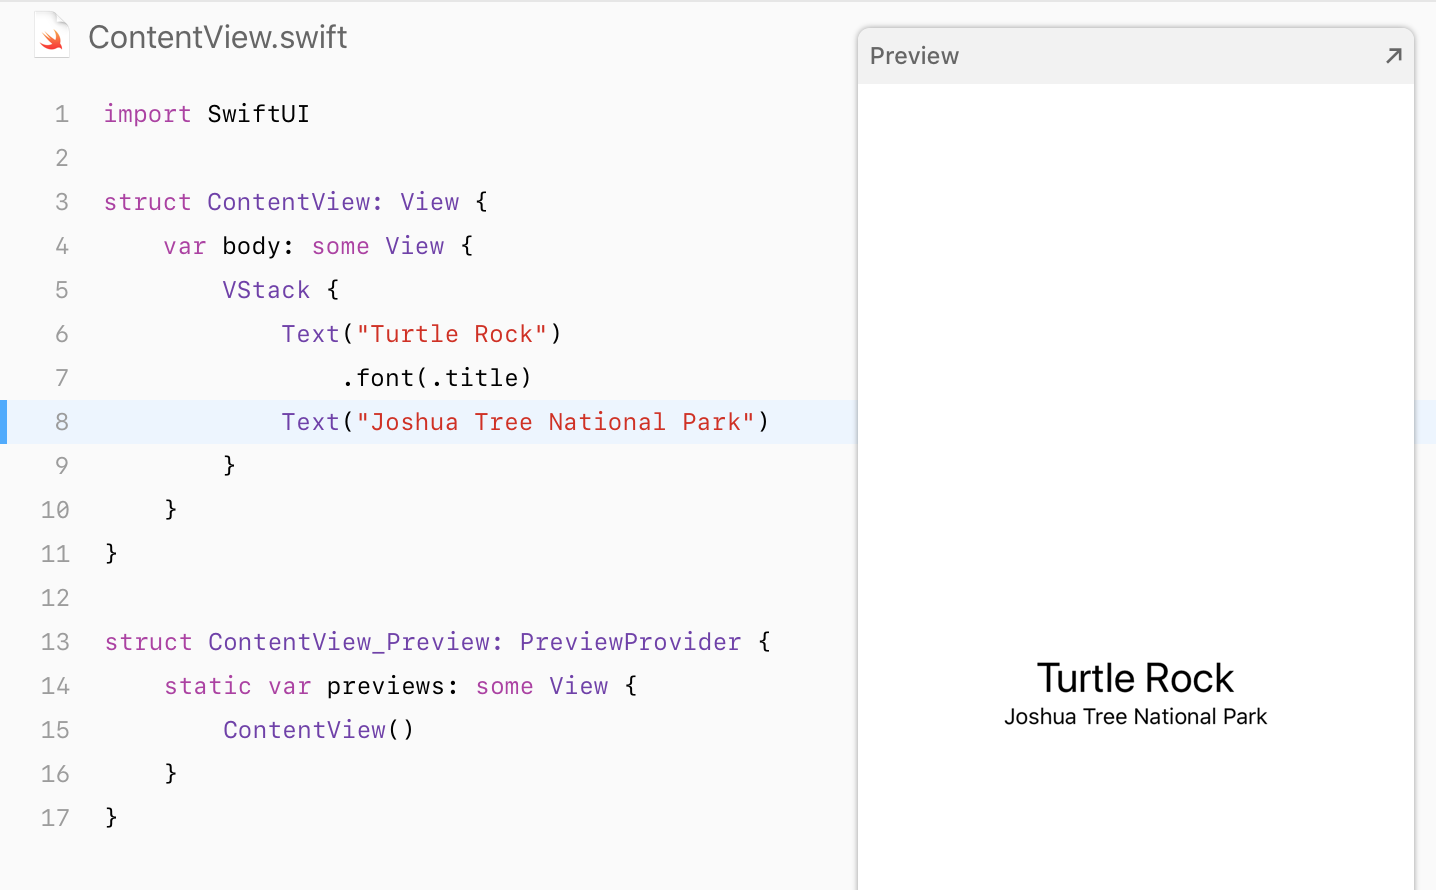 ContentView.swift
1 import SwiftUI
2
3 struct ContentView: View {
4     var body: some View {
5         VStack {
6             Text("Turtle Rock")
7                 .font(.title)
8             Text("Joshua Tree National Park")
9         }
10     }
11 }
12
13 struct ContentView_Preview: PreviewProvider {
14     static var previews: some View {
15         ContentView()
16     }
17 }
Preview
Turtle Rock
Joshua Tree National Park